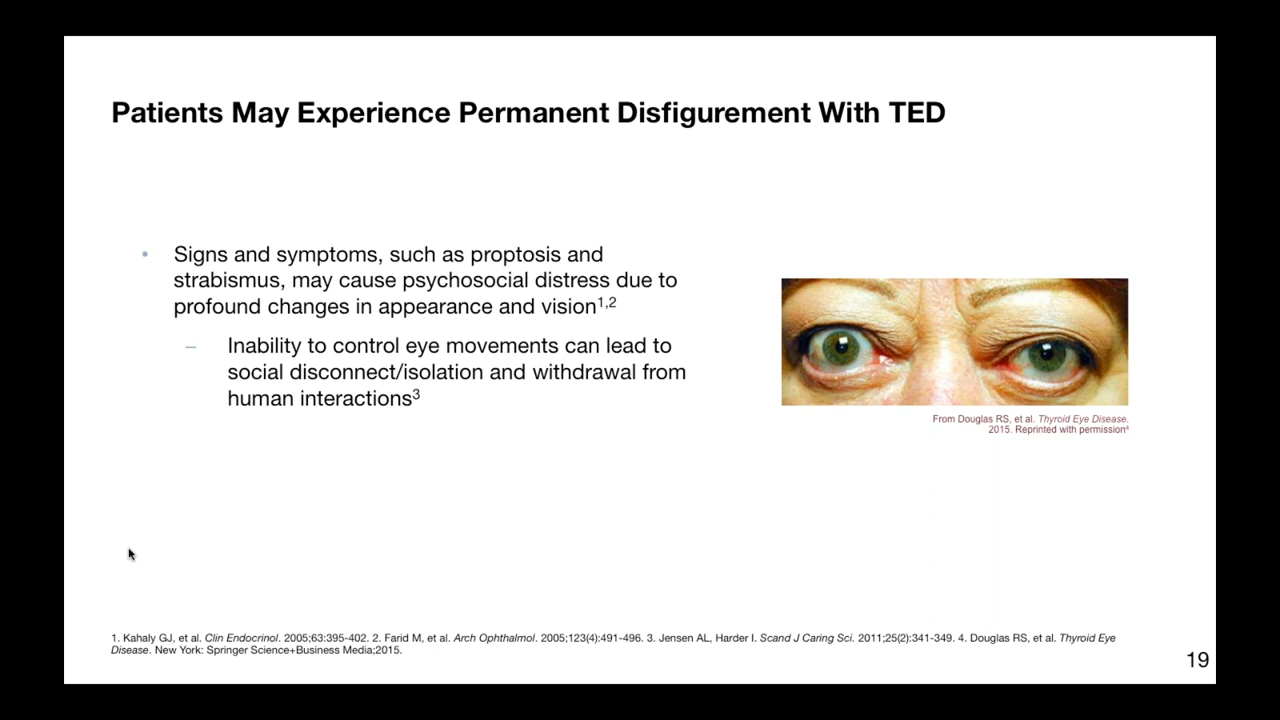 Patients May Experience Permanent Disfigurement With TED
• Signs and symptoms, such as proptosis and
strabismus, may cause psychosocial distress due to
profound changes in appearance and vision1,2
– Inability to control eye movements can lead to
social disconnect/isolation and withdrawal from
human interactions3
From Douglas RS, et al. Thyroid Eye Disease.
2015. Reprinted with permission4
1. Kahaly GJ, et al. Clin Endocrinol. 2005;63:395-402. 2. Farid M, et al. Arch Ophthalmol. 2005;123(4):491-496. 3. Jensen AL, Harder I. Scand J Caring Sci. 2011;25(2):341-349. 4. Douglas RS, et al. Thyroid Eye
Disease. New York: Springer Science+Business Media;2015.
19